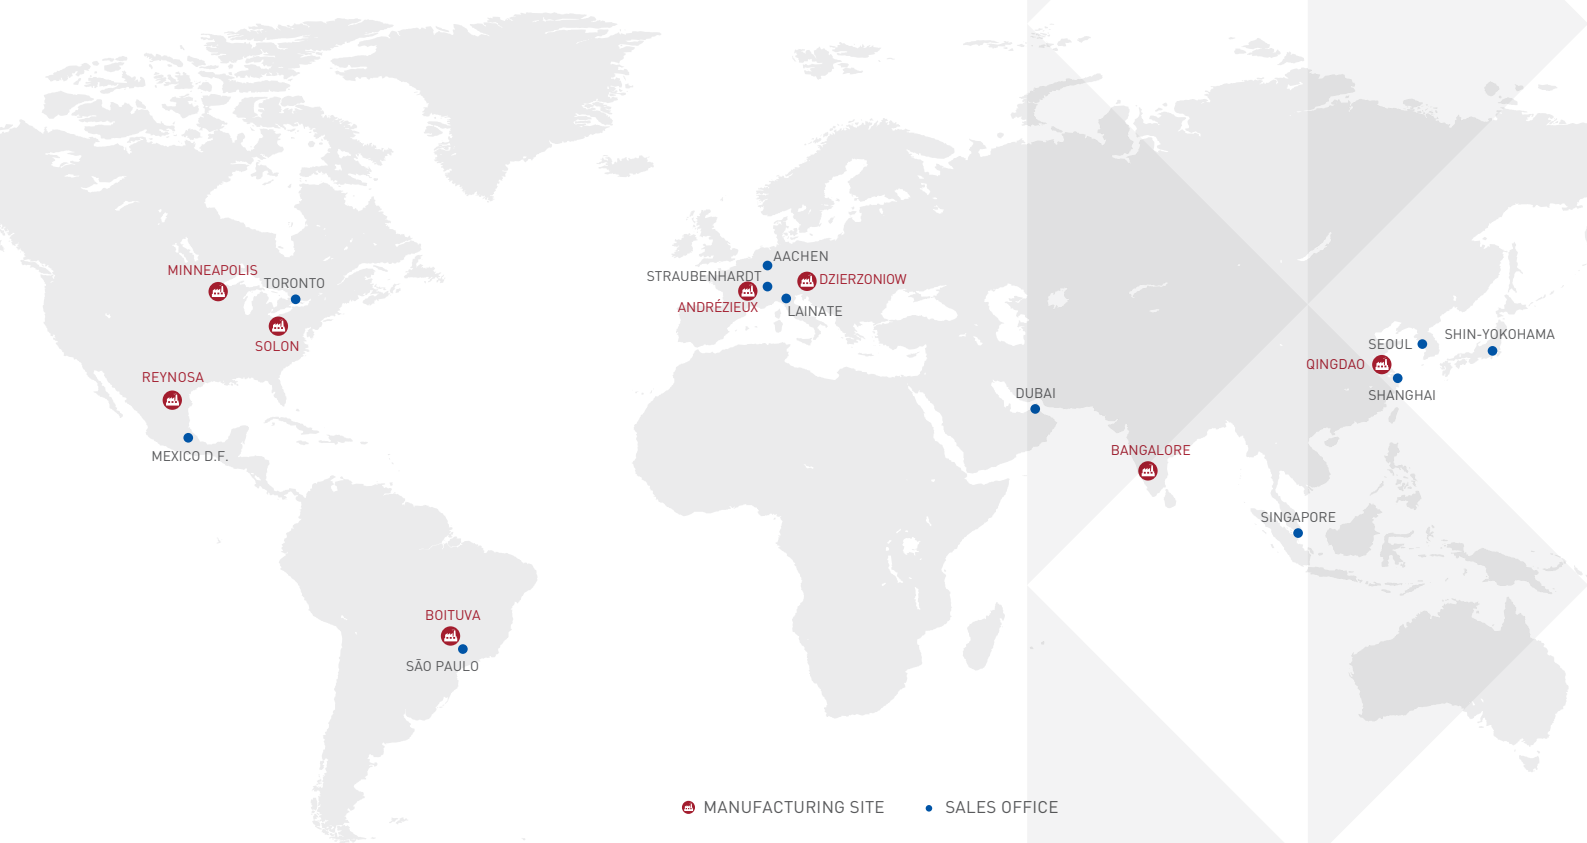 AACHEN
MINNEAPOLIS
STRAUBENHARDT
TORONTO
DZIERZONIOW
ANDRÉZIEUX
LAINATE
SHIN-YOKOHAMA
SOLON
SEOUL
QINGDAO
REYNOSA
DUBAI
SHANGHAI
MEXICO D.F.
BANGALORE
SINGAPORE
BOITUVA
SÃO PAULO
MANUFACTURING SITE
SALES OFFICE